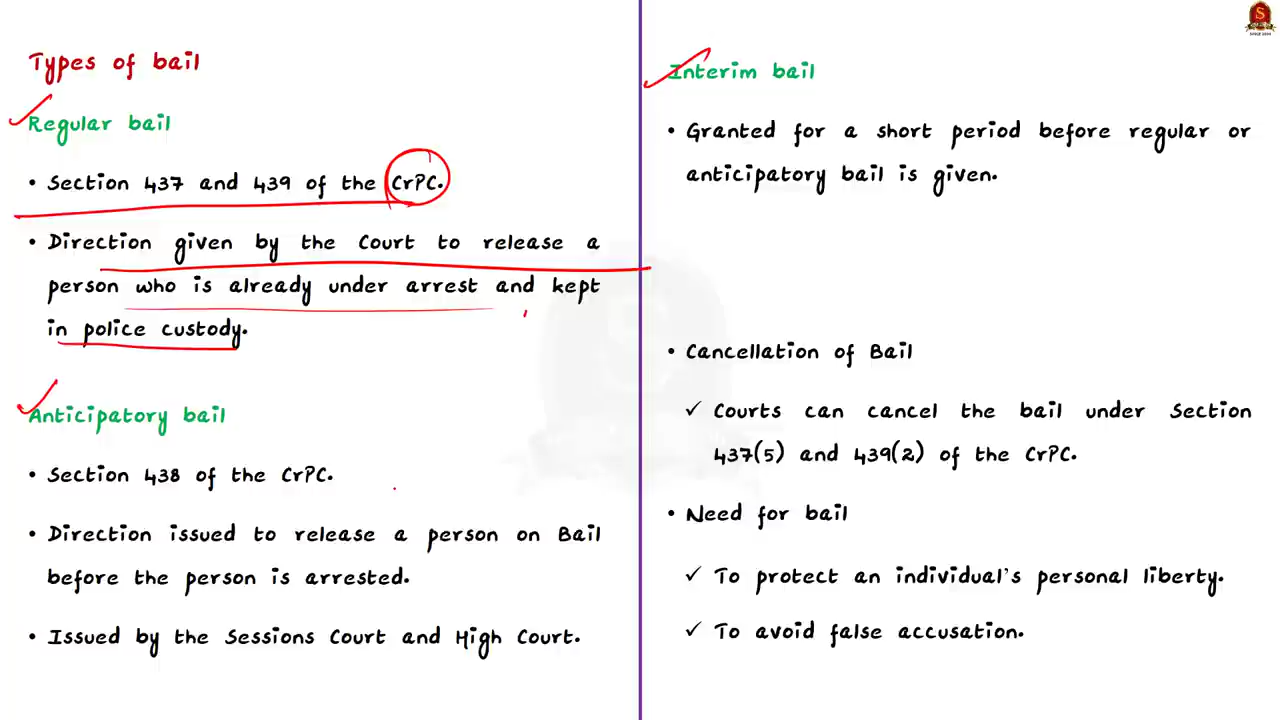 Types of bail
Regular bail
• Section 437 and 439 of the CrPC.
• Direction given by the Court to release a
person who is already under arrest and kept
in police custody.
Anticipatory bail
• Section 438 of the CrPC.
• Direction issued to release a person on Bail
before the person is arrested.
• Issued by the Sessions Court and High Court.
Interim bail
• Granted for a short period before regular or
anticipatory bail is given.
• Cancellation of Bail
✓ Courts can cancel the bail under Section
437(5) and 439(2) of the CrPC.
• Need for bail
✓ To protect an individual's personal liberty.
✓ To avoid false accusation.